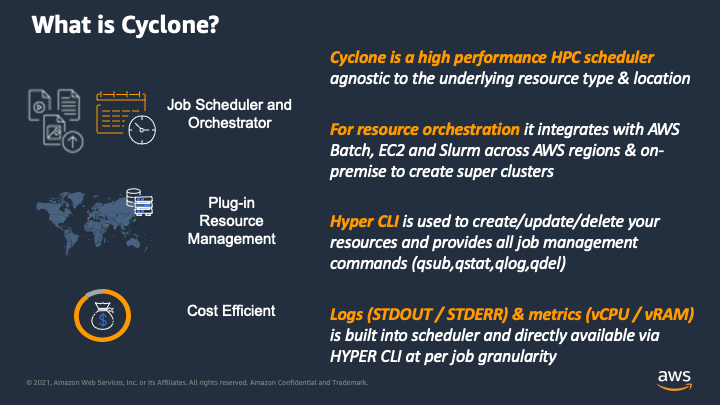 What is Cyclone?
Job Scheduler and
Orchestrator
Plug-in
Resource
Management
Cost Efficient
Cyclone is a high performance HPC scheduler
agnostic to the underlying resource type & location
For resource orchestration it integrates with AWS
Batch, EC2 and Slurm across AWS regions & on-
premise to create super clusters
Hyper CLI is used to create/update/delete your
resources and provides all job management
commands (qsub,qstat,qlog,qdel)
Logs (STDOUT / STDERR) & metrics (vCPU / vRAM)
is built into scheduler and directly available via
HYPER CLI at per job granularity
© 2021, Amazon Web Services, Inc. or its Affiliates. All rights reserved. Amazon Confidential and Trademark.
aws